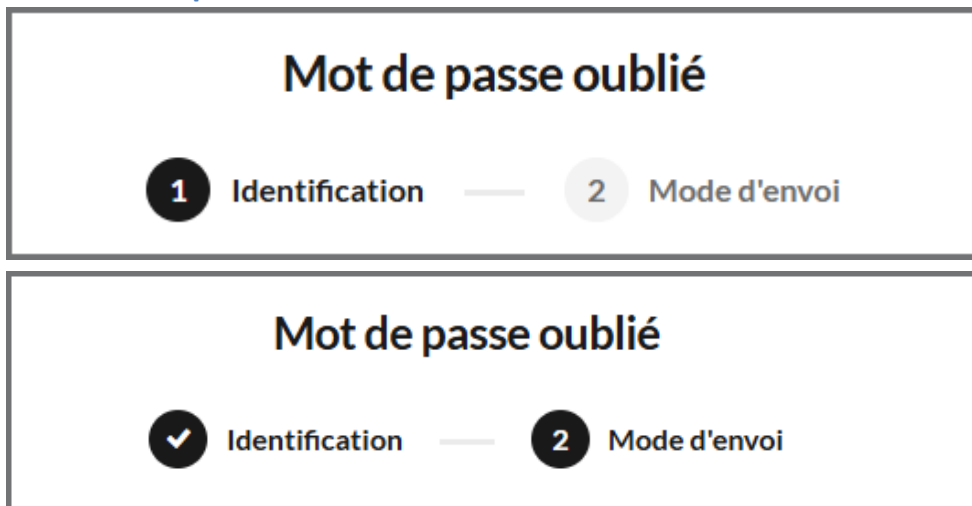 Mot de passe oublié
1 Identification 2 Mode d'envoi
Mot de passe oublié
Identification 2 Mode d'envoi